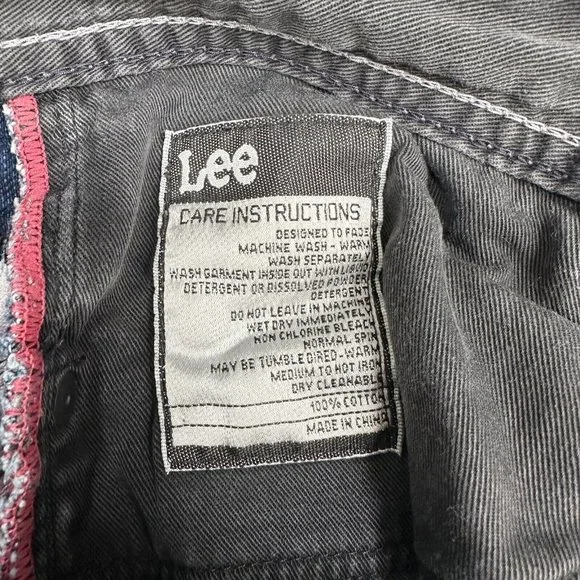 Lee
CARE INSTRUCTIONS
DESIGNED TO FADE
MACHINE WASH - WARM
WASH SEPARATELY
WASH GARMENT INSIDE OUT WITH LIQUID
DETERGENT OR DISSOLVED POWDER
DETERGENT
DO NOT LEAVE IN MACHINE
WET DRY IMMEDIATELY
NON CHLORINE BLEACH
NORMAL SPIN
MAY BE TUMBLE DRIED - WARM
MEDIUM TO HOT IRON
DRY CLEANABLE
100% COTTON
MADE IN CHINA